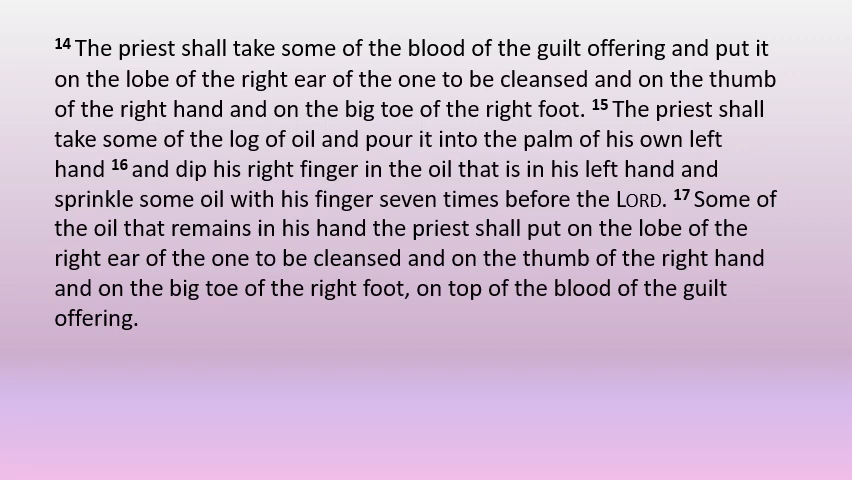 14 The priest shall take some of the blood of the guilt offering and put it
on the lobe of the right ear of the one to be cleansed and on the thumb
of the right hand and on the big toe of the right foot. 15 The priest shall
take some of the log of oil and pour it into the palm of his own left
hand 16 and dip his right finger in the oil that is in his left hand and
sprinkle some oil with his finger seven times before the LORD. 17 Some of
the oil that remains in his hand the priest shall put on the lobe of the
right ear of the one to be cleansed and on the thumb of the right hand
and on the big toe of the right foot, on top of the blood of the guilt
offering.